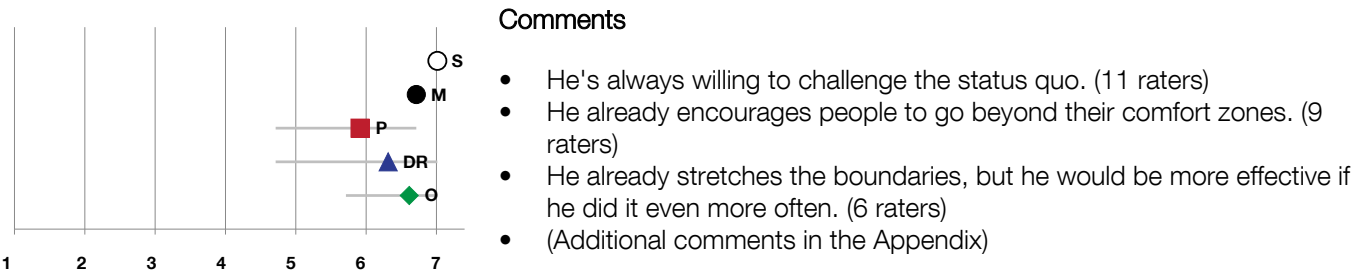 Comments
S
M
P
DR
O
1 2 3 4 5 6 7
• He's always willing to challenge the status quo. (11 raters)
• He already encourages people to go beyond their comfort zones. (9
raters)
• He already stretches the boundaries, but he would be more effective if
he did it even more often. (6 raters)
• (Additional comments in the Appendix)